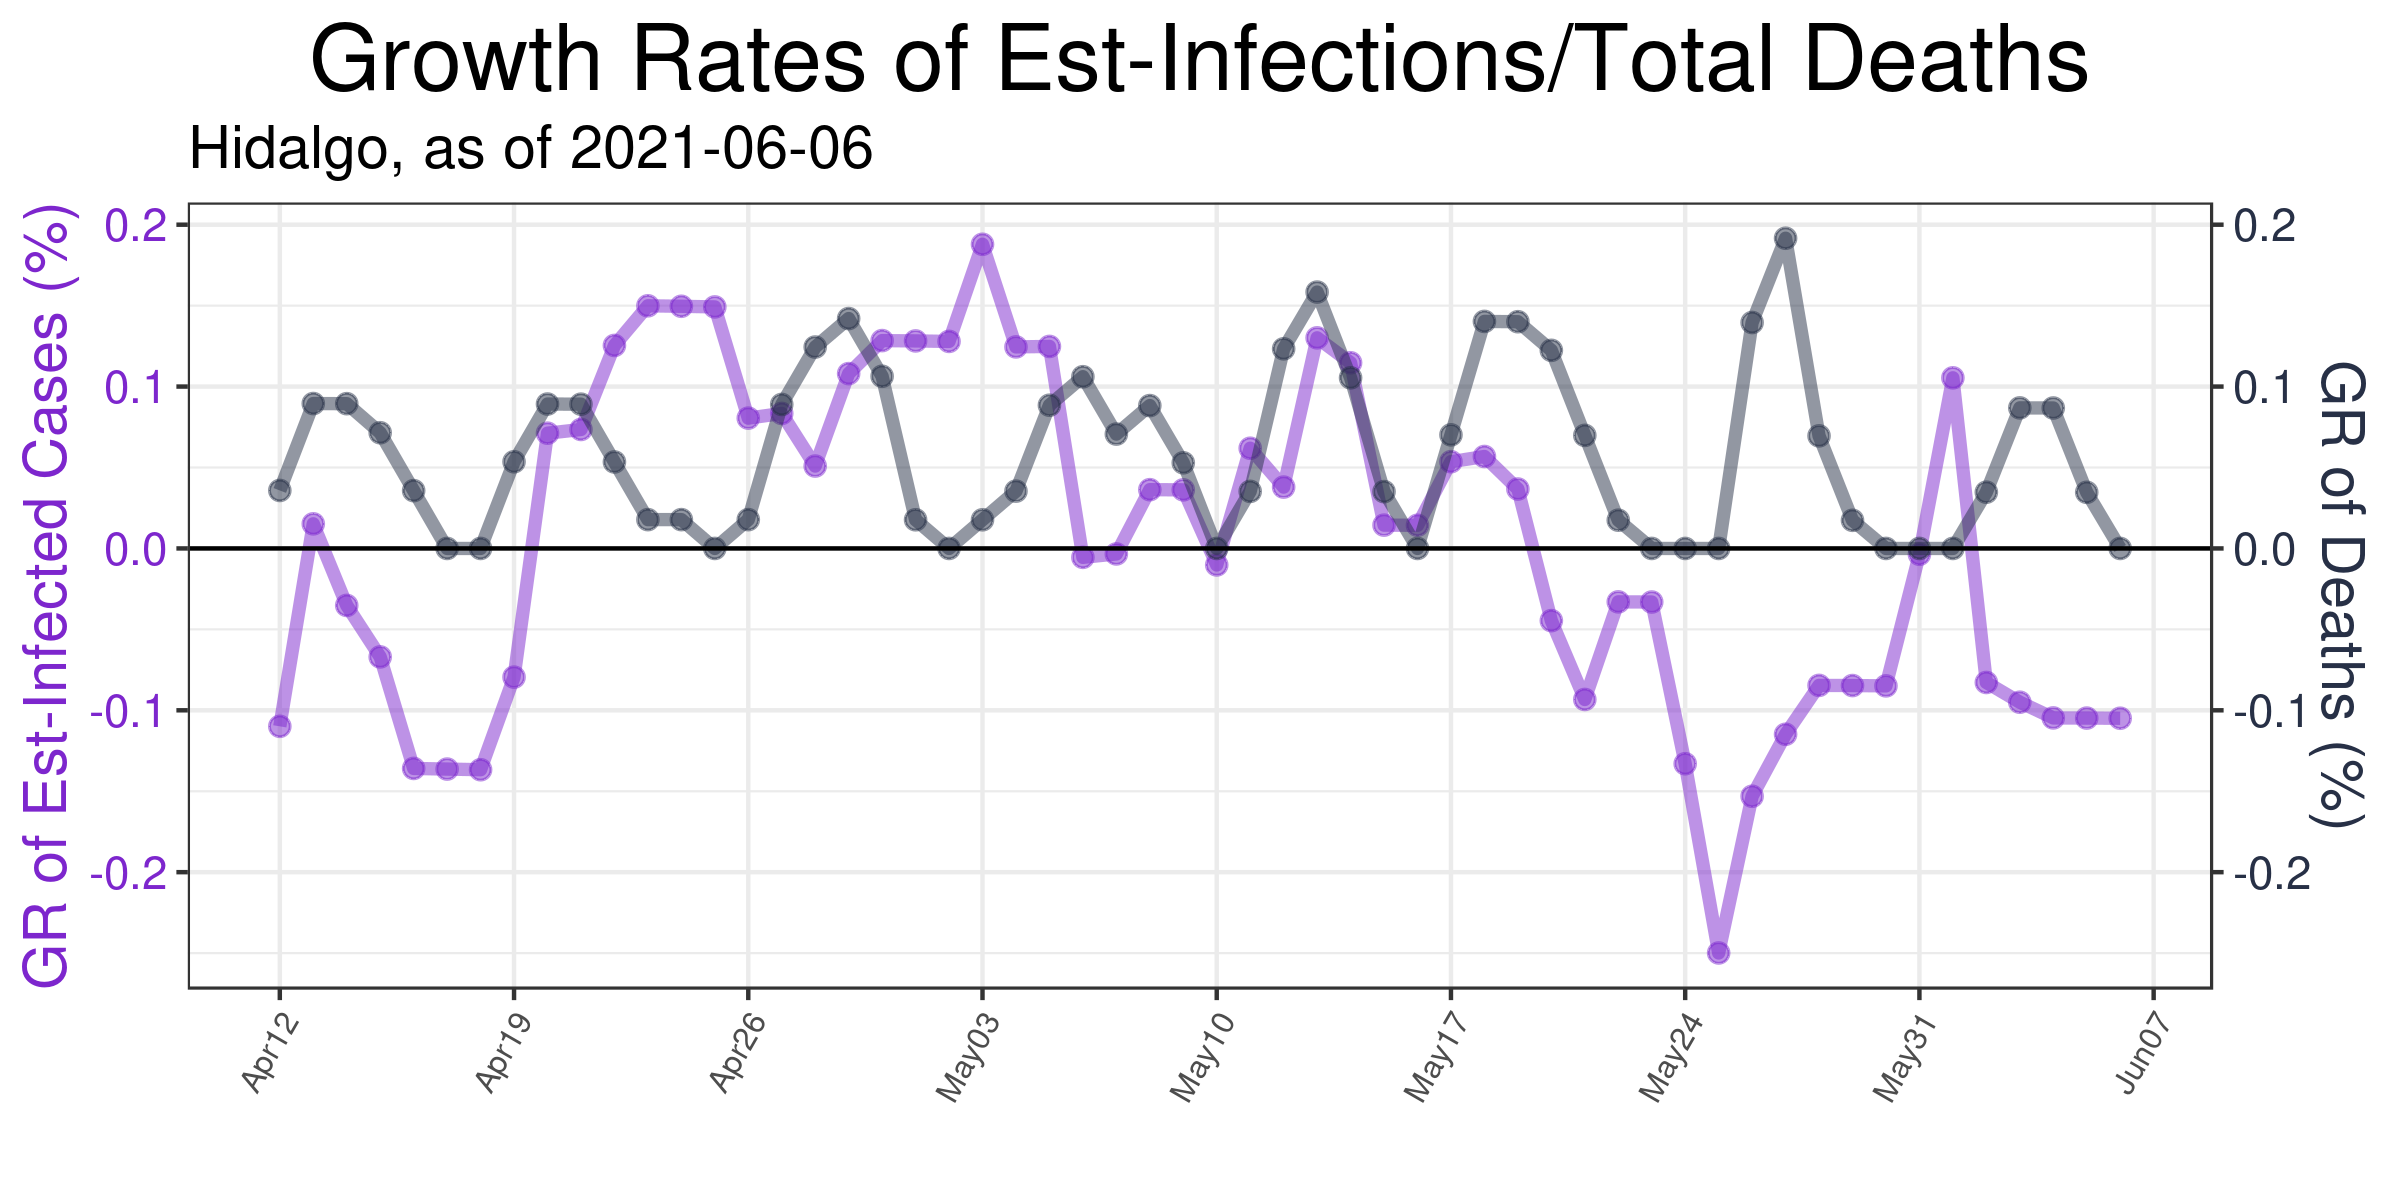 Growth Rates of Est-Infections/Total Deaths
Hidalgo, as of 2021-06-06
GR of Est-Infected Cases (%)
0.2
0.1
0.0
-0.1
-0.2
0.2
0.1
0.0
-0.1
-0.2
GR of Deaths (%)
Apr12
Apr19
Apr26
May03
May10
May17
May24
May31
Jun07